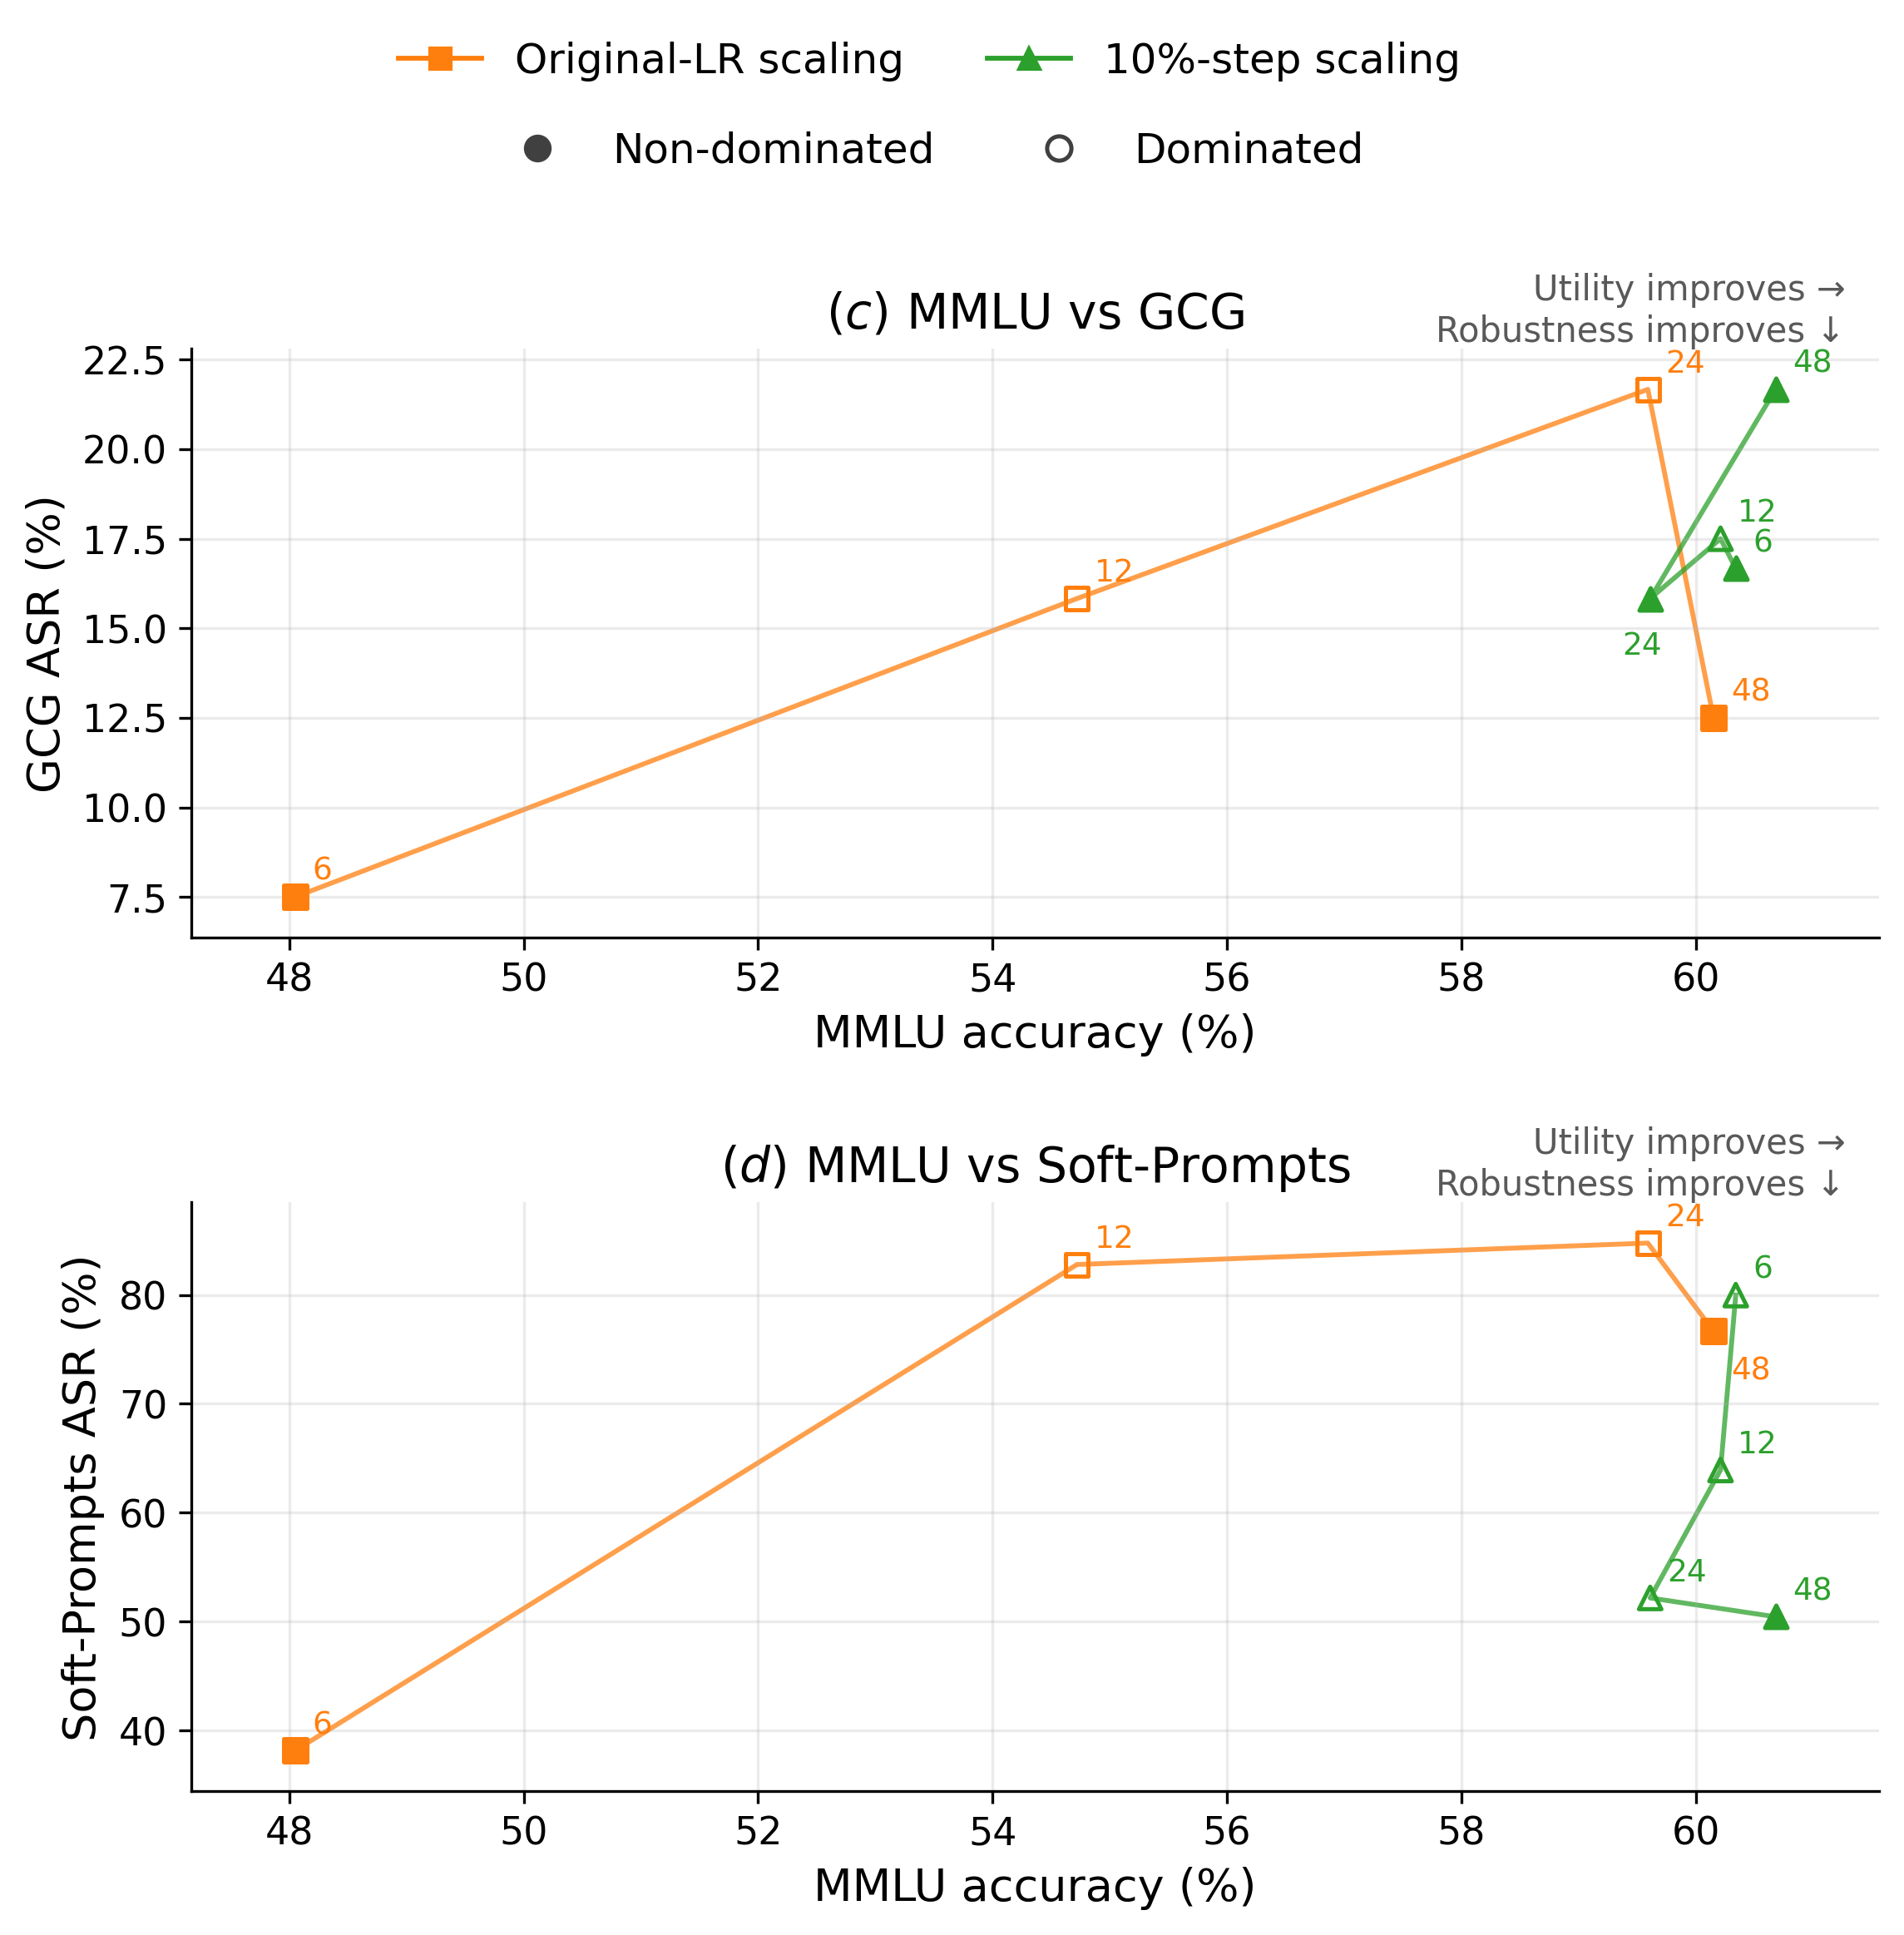 Original-LR scaling 10%-step scaling
Non-dominated Dominated
Utility improves →
(c) MMLU vs GCG
Robustness improves ↓
22.5
20.0
17.5
15.0
12.5
10.0
7.5
GCG ASR (%)
24
48
12
6
12
24
48
6
48 50 52 54 56 58 60
MMLU accuracy (%)
Utility improves →
(d) MMLU vs Soft-Prompts
Robustness improves ↓
80
70
60
50
40
Soft-Prompts ASR (%)
24
12
6
48
12
24
48
6
48 50 52 54 56 58 60
MMLU accuracy (%)